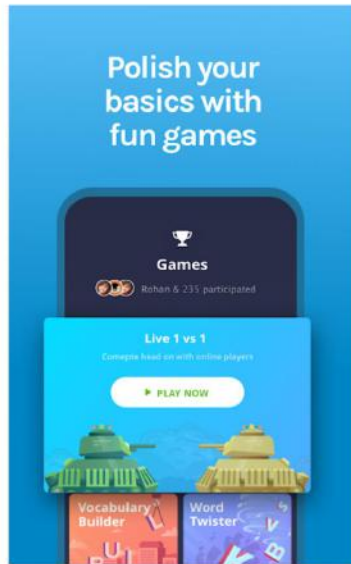 Polish your
basics with
fun games
Games
Rohan & 235 participated
Live 1 vs 1
Comepte head on with online players
PLAY NOW
Vocabulary
Builder
Word
Twister